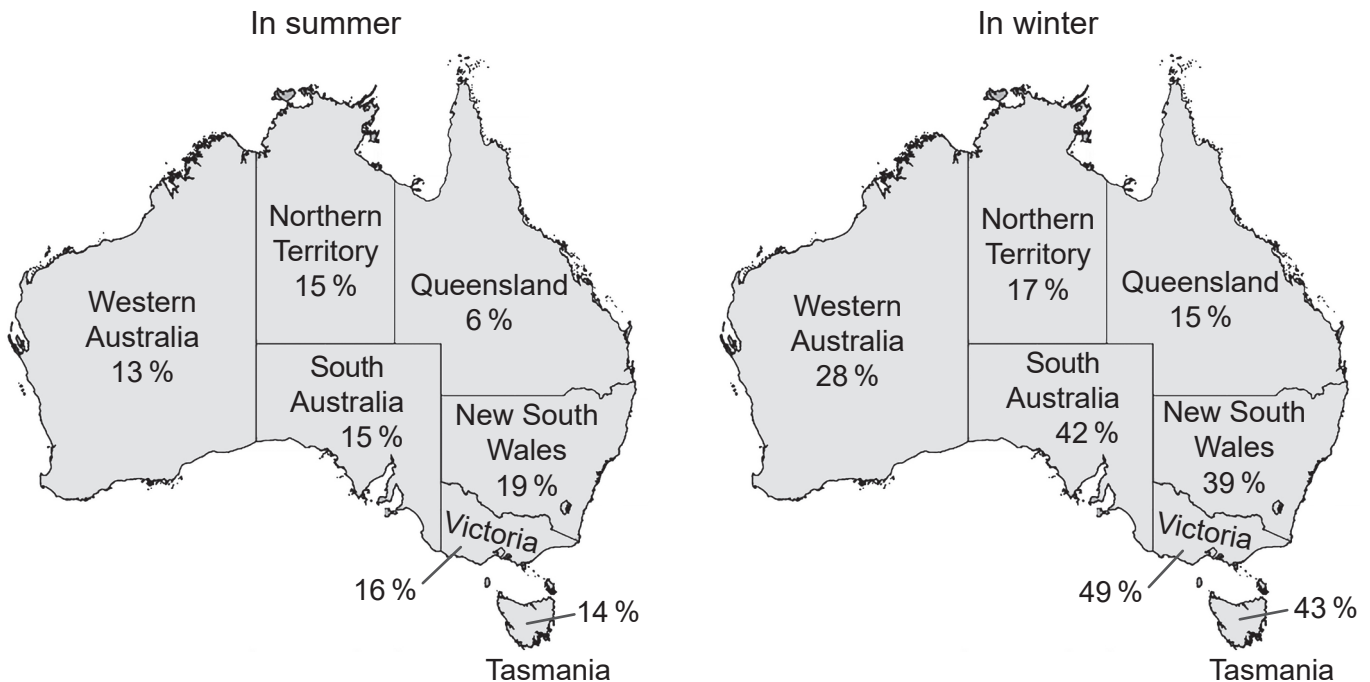 In summer
Northern
Territory
15 %
Queensland
6 %
Western
Australia
13 %
South
Australia
15 %
New South
Wales
19 %
Victoria
16 %
14 %
Tasmania
In winter
Northern
Territory
17 %
Queensland
15 %
Western
Australia
28 %
South
Australia
42 %
New South
Wales
39 %
Victoria
49 %
43 %
Tasmania